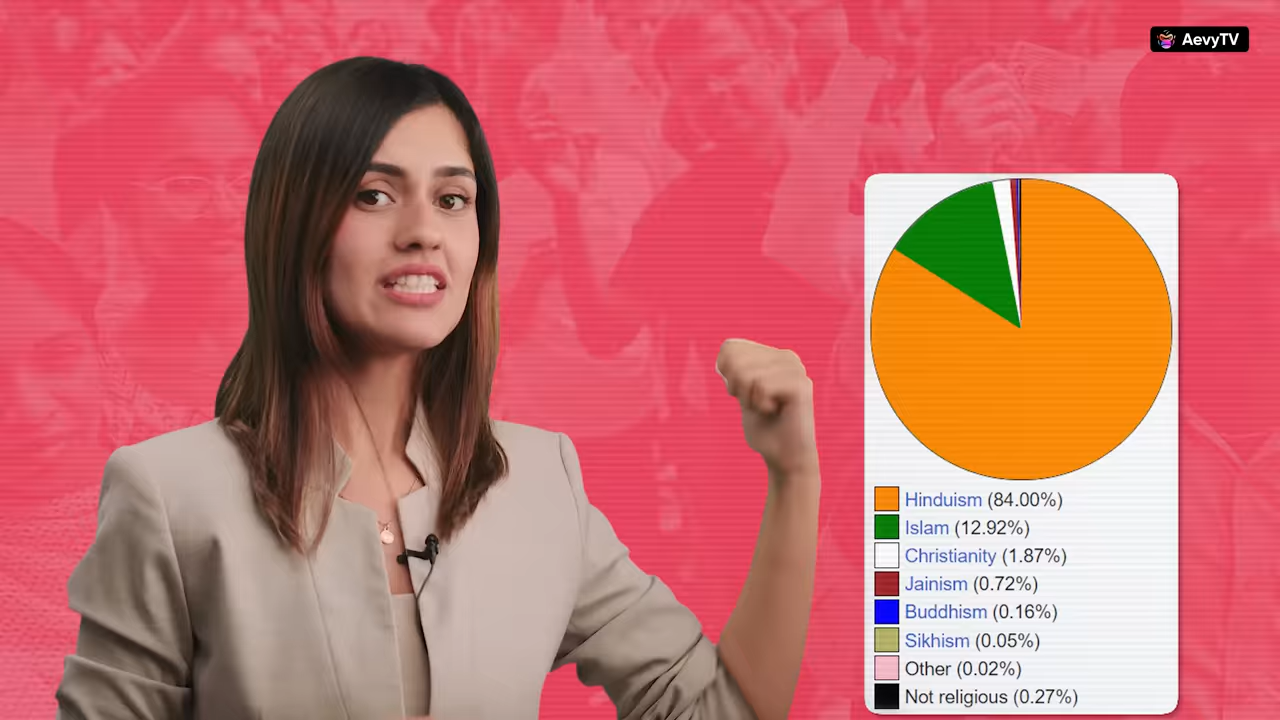 AevyTV
Hinduism (84.00%)
Islam (12.92%)
Christianity (1.87%)
Jainism (0.72%)
Buddhism (0.16%)
Sikhism (0.05%)
Other (0.02%)
Not religious (0.27%)